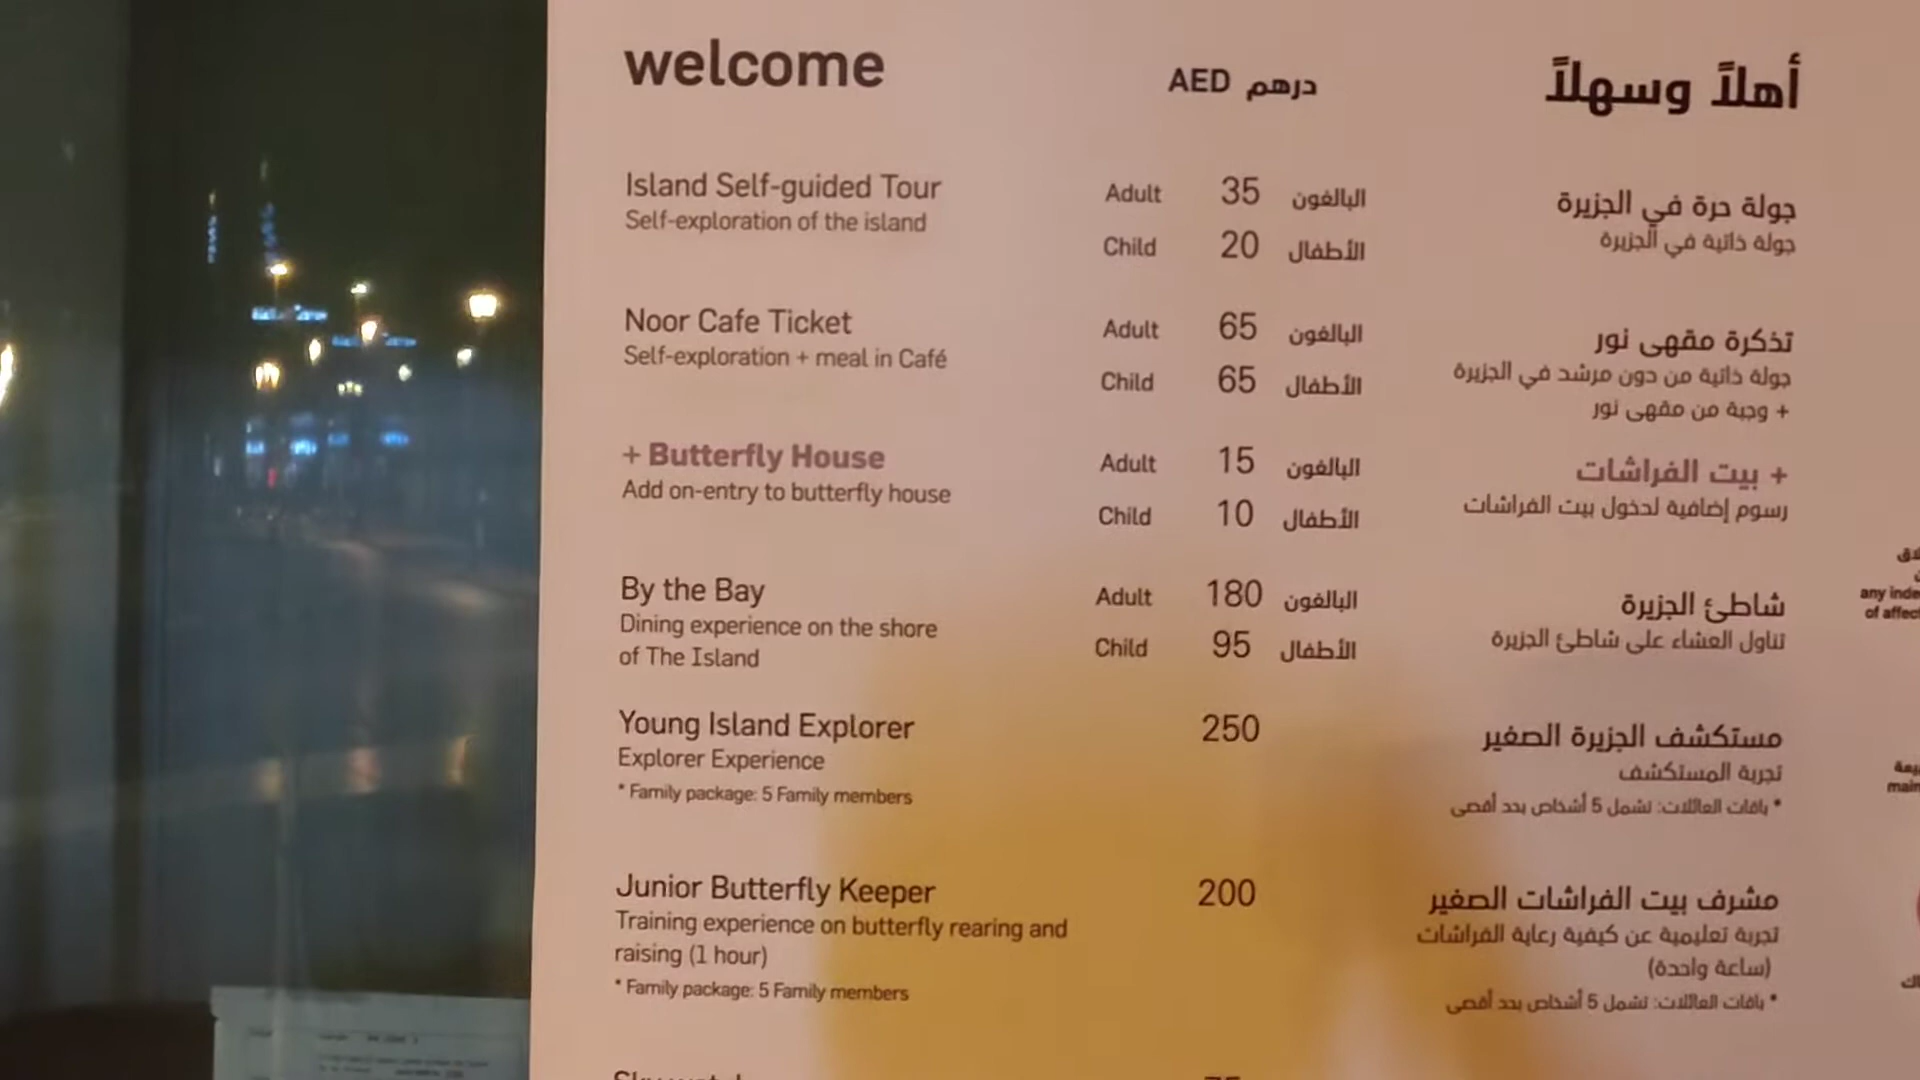 welcome
AED درهم
أهلاً وسهلاً
Island Self-guided Tour
Self-exploration of the island
Adult 35 البالغون
Child 20 الأطفال
جولة حرة في الجزيرة
جولة ذاتية في الجزيرة
Noor Cafe Ticket
Self-exploration + meal in Café
Adult 65 البالغون
Child 65 الأطفال
تذكرة مقهى نور
جولة ذاتية من دون مرشد في الجزيرة
+ وجبة من مقهى نور
+ Butterfly House
Add on-entry to butterfly house
Adult 15 البالغون
Child 10 الأطفال
+ بيت الفراشات
رسوم إضافية لدخول بيت الفراشات
By the Bay
Dining experience on the shore
of The Island
Adult 180 البالغون
Child 95 الأطفال
شاطئ الجزيرة
تناول العشاء على شاطئ الجزيرة
Young Island Explorer
Explorer Experience
* Family package: 5 Family members
250
مستكشف الجزيرة الصغير
تجربة المستكشف
* باقات العائلات: تشمل 5 أشخاص بحد أقصى
Junior Butterfly Keeper
Training experience on butterfly rearing and
raising (1 hour)
* Family package: 5 Family members
200
مشرف بيت الفراشات الصغير
تجربة تعليمية عن كيفية رعاية الفراشات
(ساعة واحدة)
* باقات العائلات: تشمل 5 أشخاص بحد أقصى
any inde
of affec
main